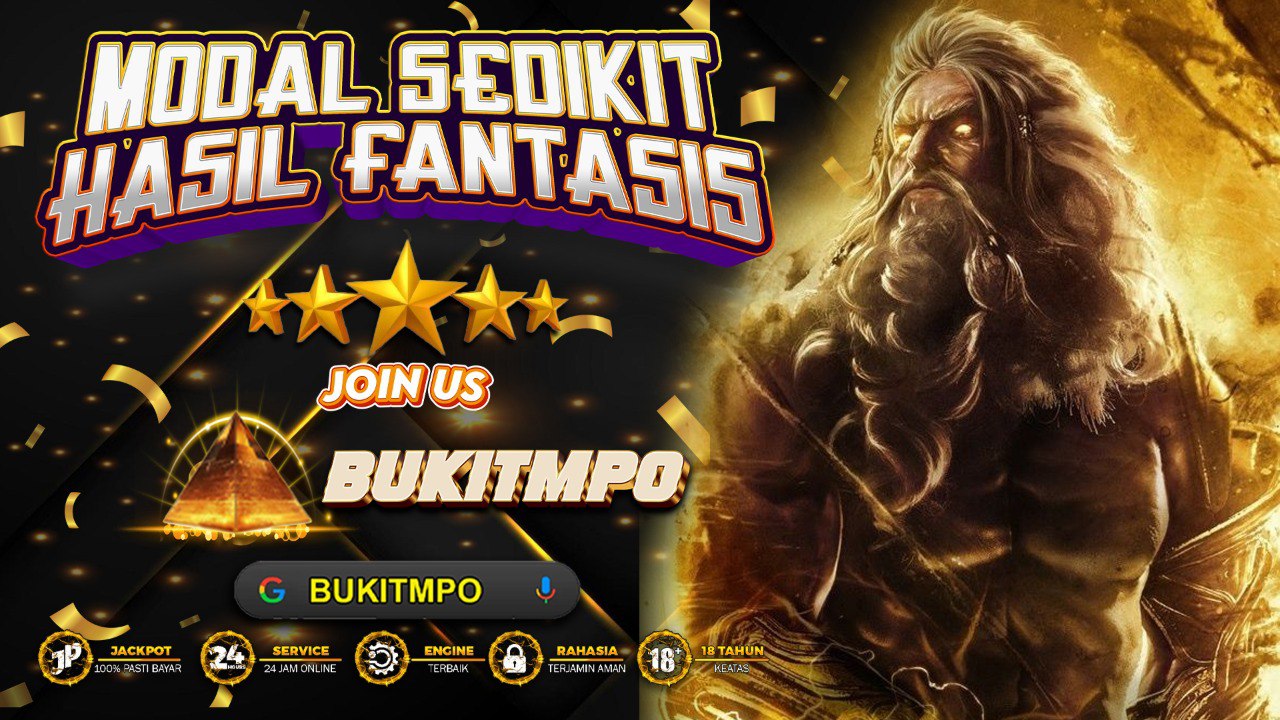 MODAL SEDIKIT
HASIL FANTASIS
JOIN US
BUKITMPO
BUKITMPO
JP JACKPOT
100% PASTI BAYAR
24 HOURS SERVICE
24 JAM ONLINE
ENGINE
TERBAIK
RAHASIA
TERJAMIN AMAN
18+ 18 TAHUN
KEATAS